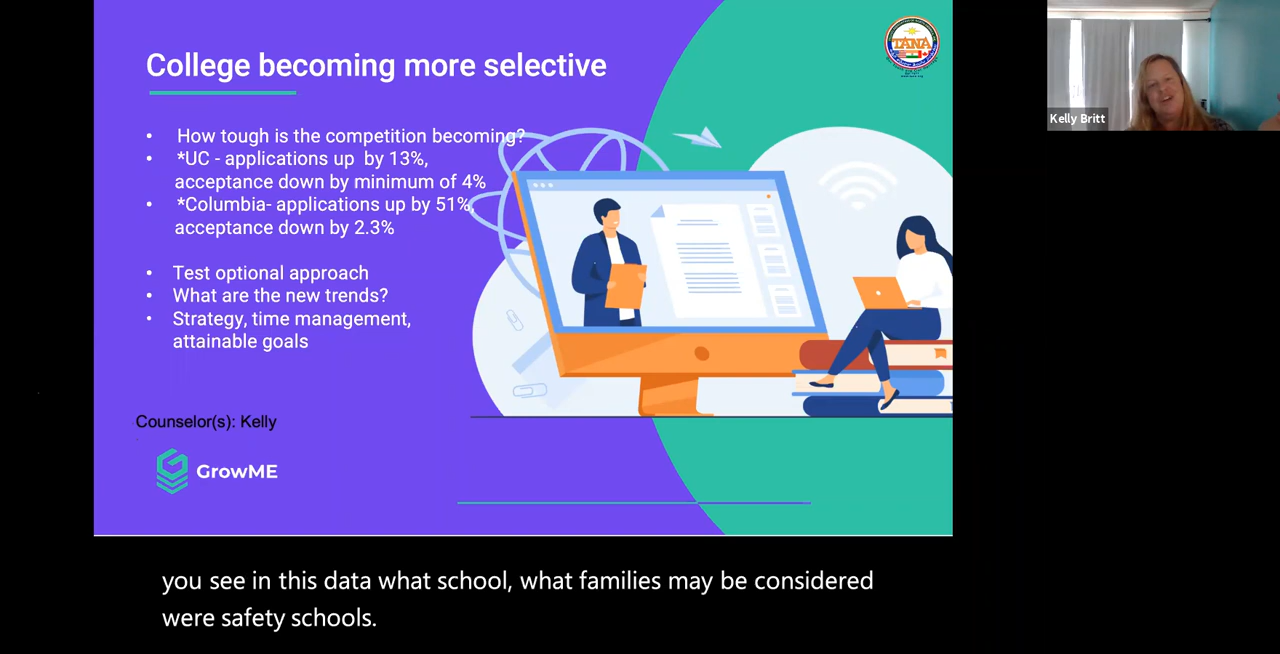 College becoming more selective
TANA
• How tough is the competition becoming?
• *UC - applications up by 13%,
acceptance down by minimum of 4%
• *Columbia- applications up by 51%,
acceptance down by 2.3%
• Test optional approach
• What are the new trends?
• Strategy, time management,
attainable goals
Counselor(s): Kelly
GrowME
Kelly Britt
you see in this data what school, what families may be considered
were safety schools.